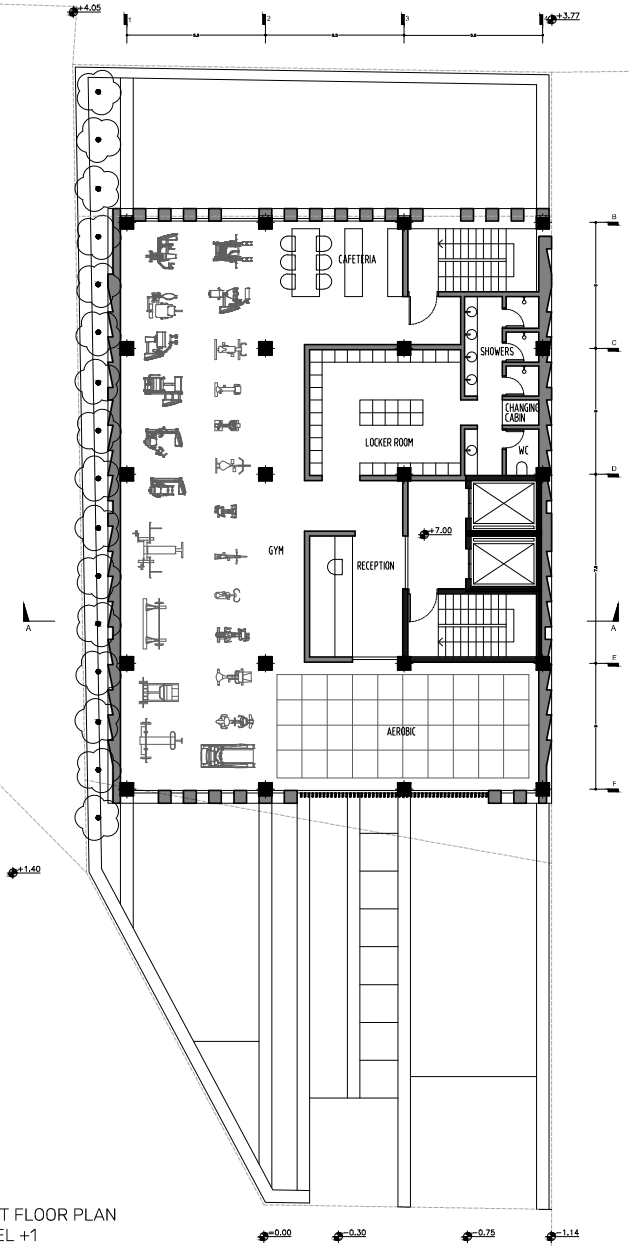 +4.05
1
2
3
+3.77
B
CAFETERIA
SHOWERS
C
CHANGING
CABIN
LOCKER ROOM
WC
D
+7.00
GYM
RECEPTION
A
A
E
AEROBIC
F
+1.40
T FLOOR PLAN
EL +1
±0.00
-0.30
-0.75
-1.14